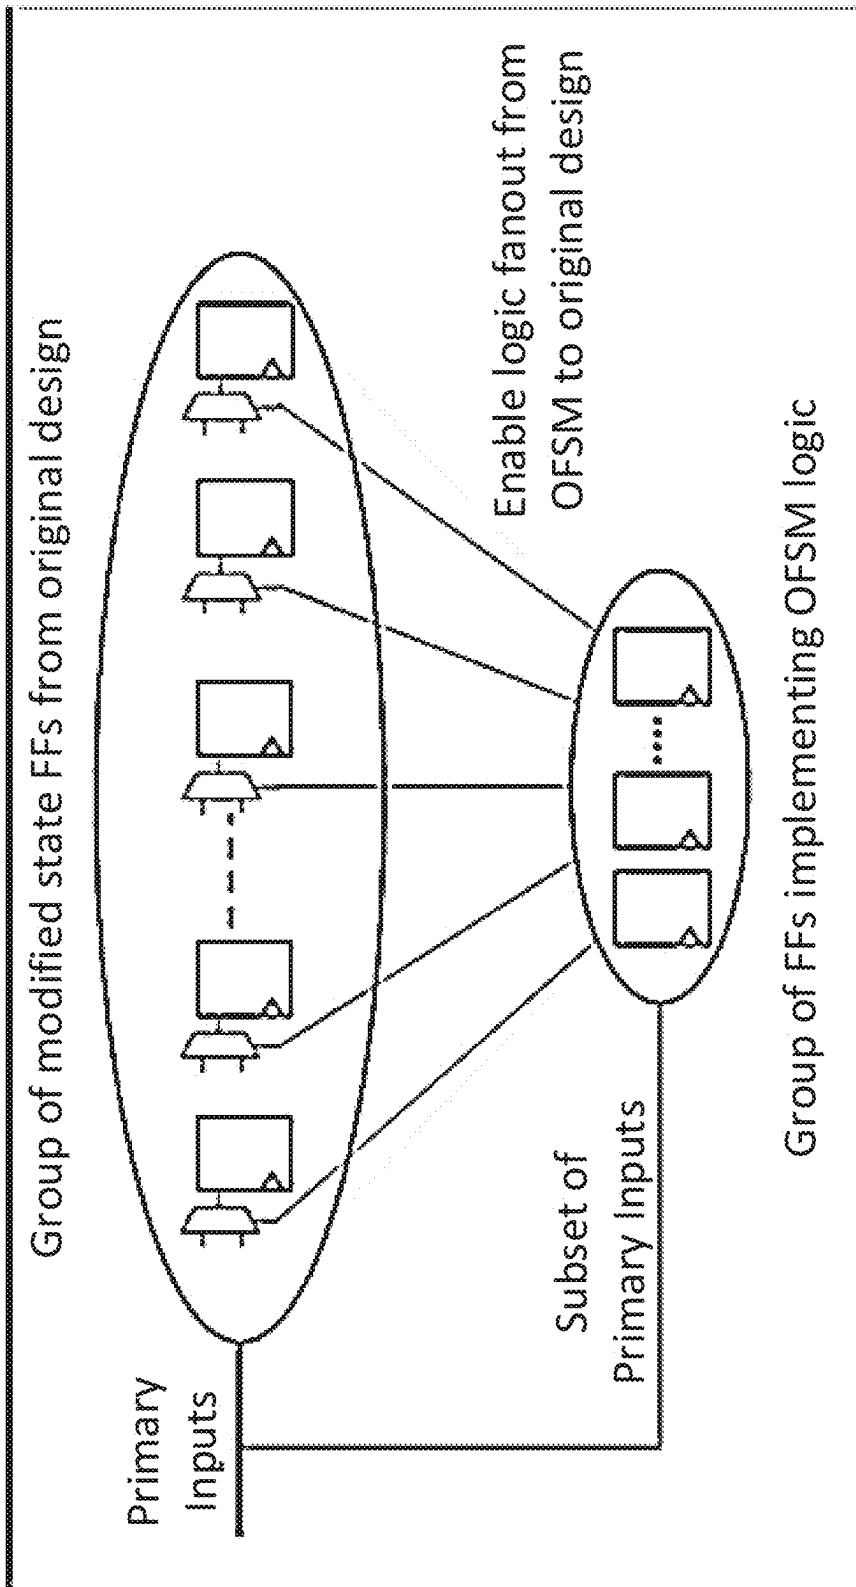 Group of modified state FFs from original design
Primary
Inputs
Enable logic fanout from
OFSM to original design
Subset of
Primary Inputs
Group of FFs implementing OFSM logic